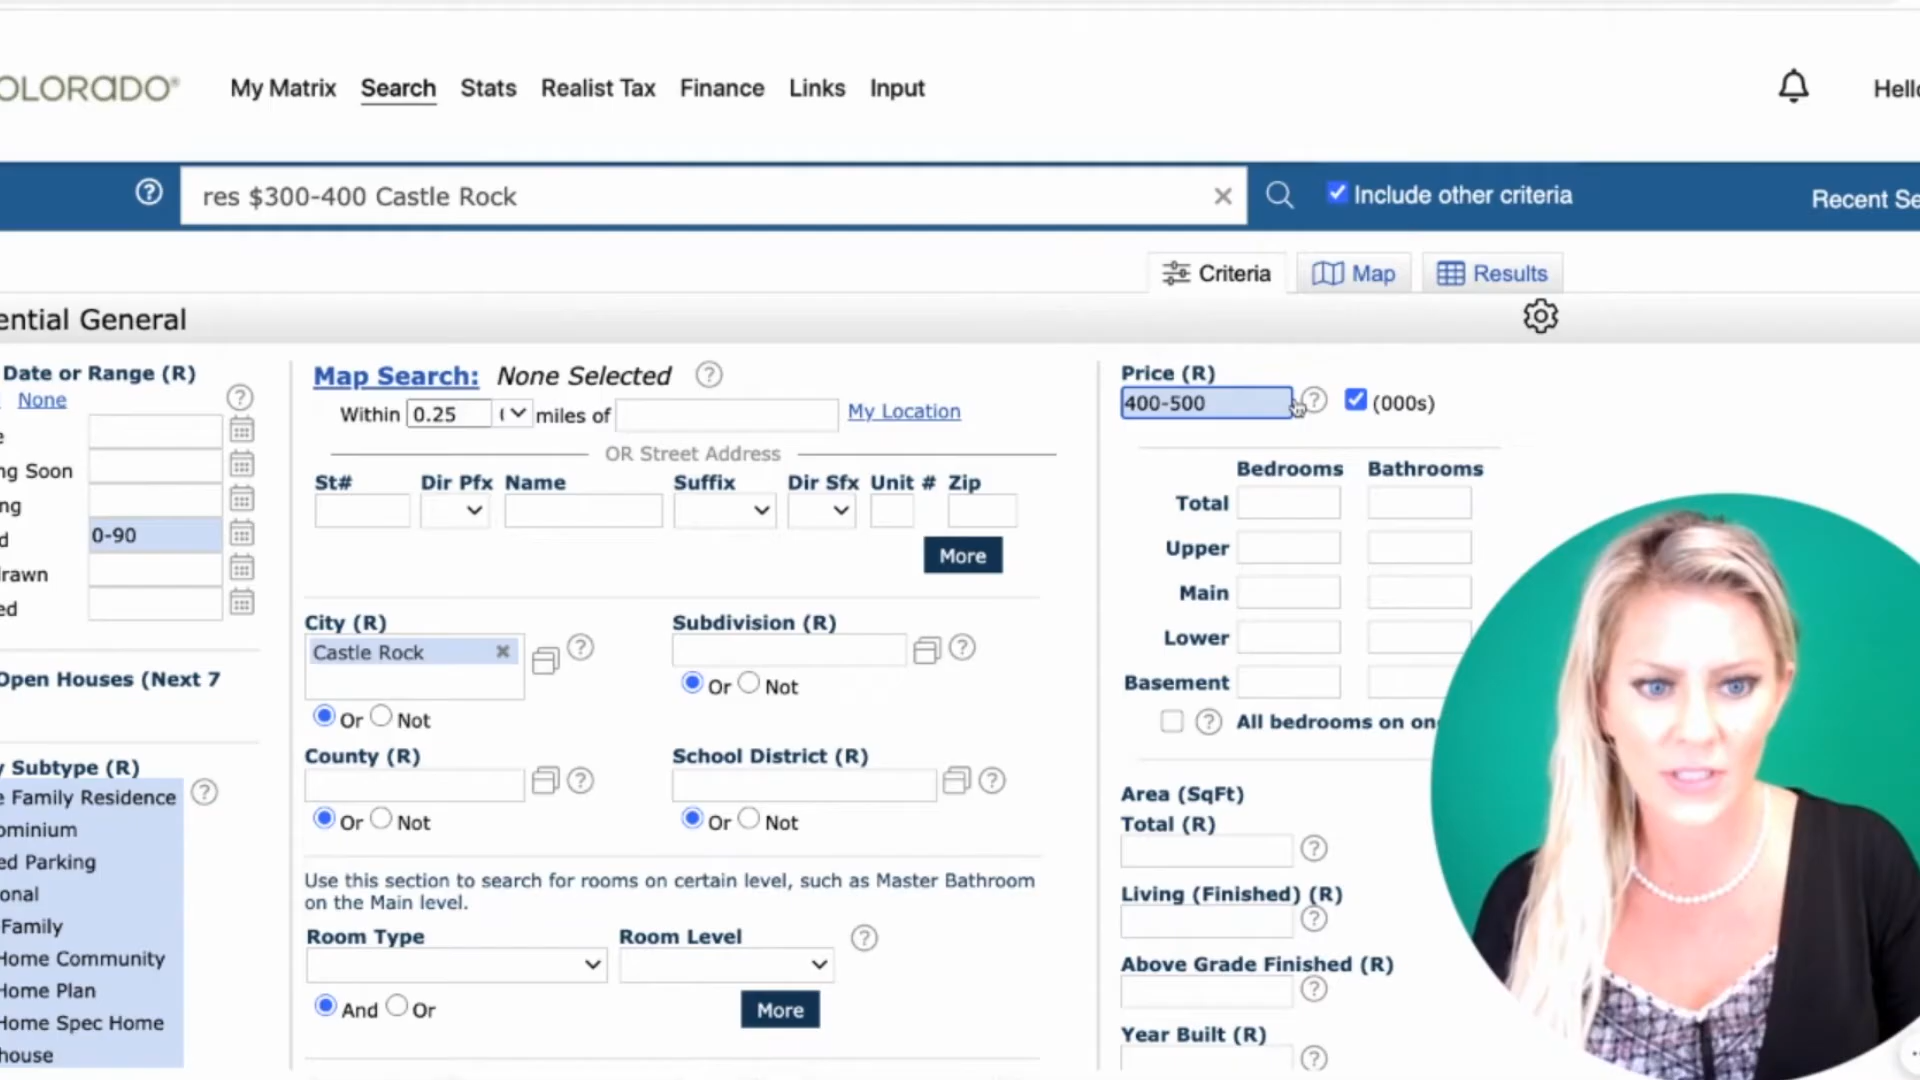 OLORADO®
My Matrix Search Stats Realist Tax Finance Links Input
Hello
res $300-400 Castle Rock
Include other criteria
Recent Se
Criteria
Map
Results
ential General
Date or Range (R)
None
ng Soon
ng
d
0-90
rawn
ed
Open Houses (Next 7
y Subtype (R)
e Family Residence
ominium
ed Parking
onal
Family
Home Community
Home Plan
Home Spec Home
house
Map Search: None Selected
Within 0.25 miles of
My Location
OR Street Address
St# Dir Pfx Name Suffix Dir Sfx Unit # Zip
More
City (R)
Castle Rock
Or Not
Subdivision (R)
Or Not
County (R)
Or Not
School District (R)
Or Not
Use this section to search for rooms on certain level, such as Master Bathroom
on the Main level.
Room Type Room Level
And Or
More
Price (R)
400-500
(000s)
Bedrooms Bathrooms
Total
Upper
Main
Lower
Basement
All bedrooms on on
Area (SqFt)
Total (R)
Living (Finished) (R)
Above Grade Finished (R)
Year Built (R)